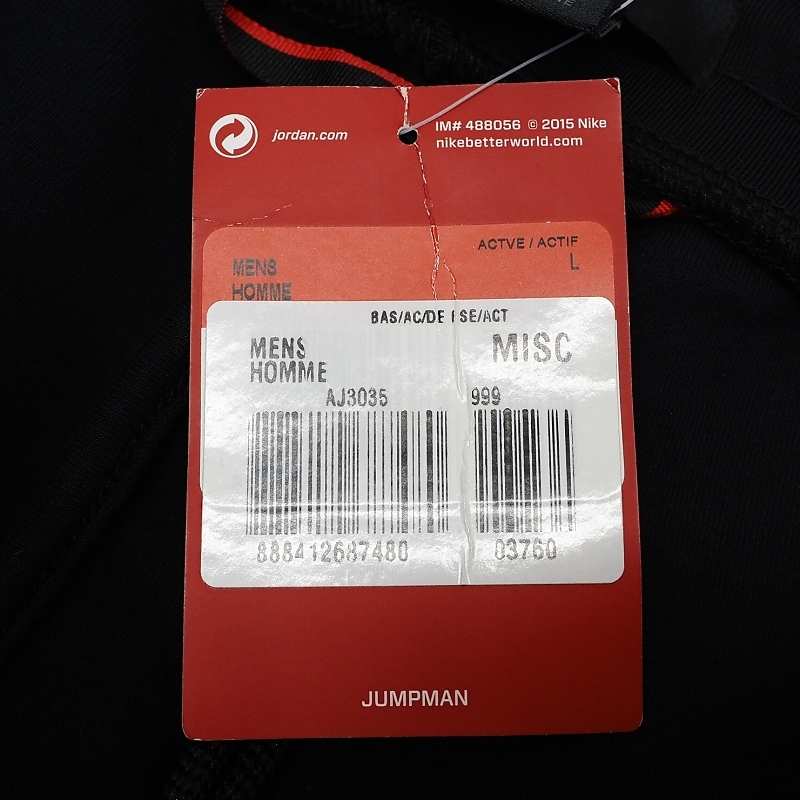 jordan.com
IM# 488056 © 2015 Nike
nikebetterworld.com
ACTVE / ACTIF
L
MENS
HOMME
BAS/AC/DE SE/ACT
MENS
HOMME
MISC
AJ3035 999
888412687480 03760
JUMPMAN